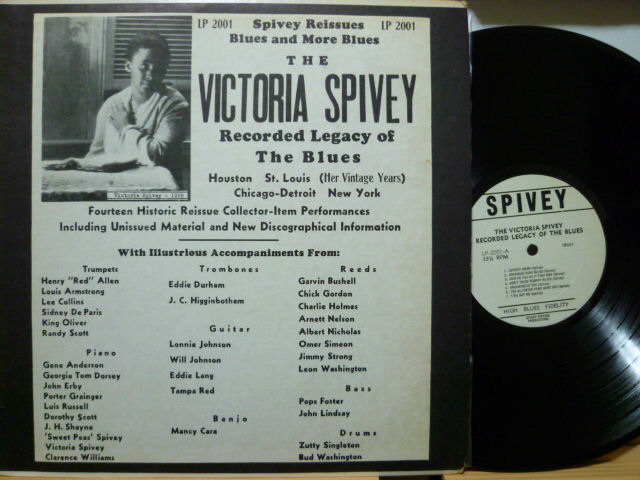 LP 2001 Spivey Reissues LP 2001
Blues and More Blues
THE
VICTORIA SPIVEY
Recorded Legacy of
The Blues
Houston St. Louis (Her Vintage Years)
Chicago-Detroit New York
Victoria Spivey -
Fourteen Historic Reissue Collector-Item Performances
Including Unissued Material and New Discographical Information
With Illustrious Accompaniments From:
Trumpets
Henry "Red" Allen
Louis Armstrong
Lee Collins
Sidney De Paris
King Oliver
Randy Scott
Piano
Gene Anderson
Georgia Tom Dorsey
John Erby
Porter Grainger
Luis Russell
Dorothy Scott
J. H. Shayne
'Sweet Peas' Spivey
Victoria Spivey
Clarence Williams
Trombones
Eddie Durham
J. C. Higginbotham
Guitar
Lonnie Johnson
Will Johnson
Eddie Lang
Tampa Red
Banjo
Mancy Cara
Reeds
Garvin Bushell
Chick Gordon
Charlie Holmes
Arnett Nelson
Albert Nicholas
Omer Simeon
Jimmy Strong
Leon Washington
Bass
Pops Foster
John Lindsay
Drums
Zutty Singleton
Bud Washington
SPIVEY
THE VICTORIA SPIVEY
RECORDED LEGACY OF THE BLUES
LP-2001-A
33⅓ RPM
HIGH BLUES FIDELITY